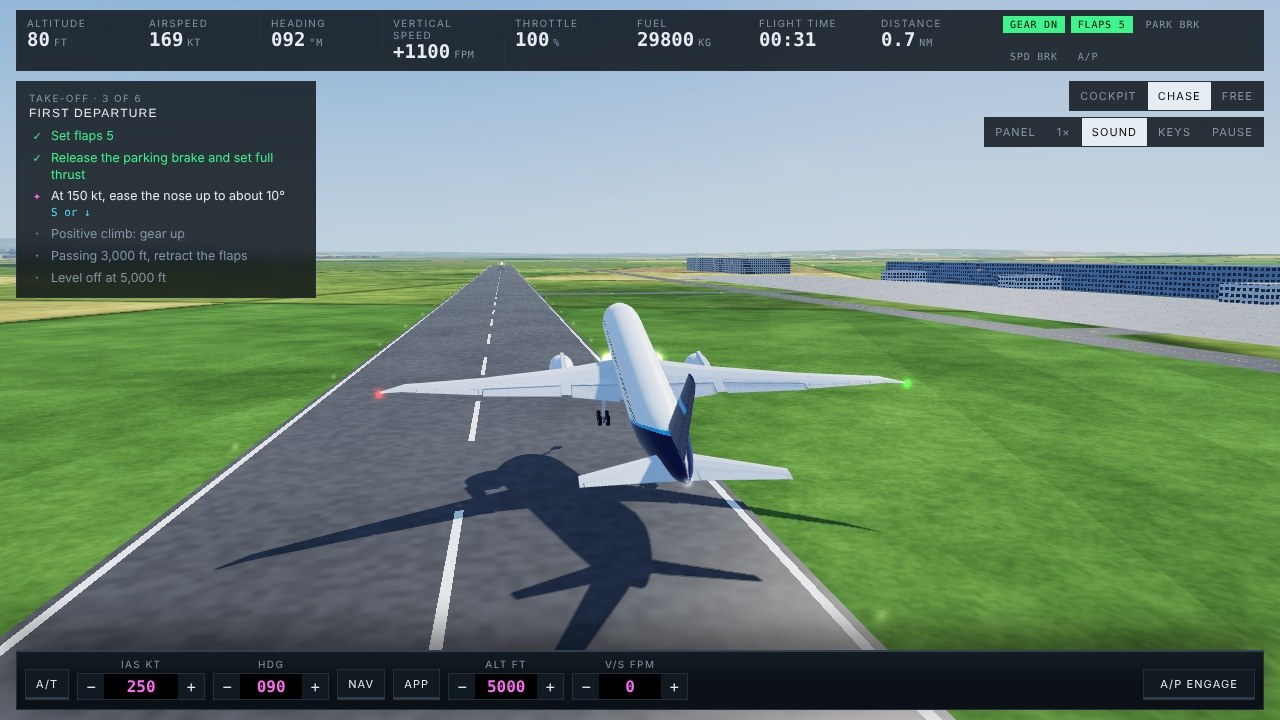 ALTITUDE
80 FT
AIRSPEED
169 KT
HEADING
092 °M
VERTICAL
SPEED
+1100 FPM
THROTTLE
100 %
FUEL
29800 KG
FLIGHT TIME
00:31
DISTANCE
0.7 NM
GEAR DN FLAPS 5 PARK BRK
SPD BRK A/P
TAKE-OFF · 3 OF 6
FIRST DEPARTURE
✓ Set flaps 5
✓ Release the parking brake and set full
thrust
✦ At 150 kt, ease the nose up to about 10°
S or ↓
· Positive climb: gear up
· Passing 3,000 ft, retract the flaps
· Level off at 5,000 ft
COCKPIT CHASE FREE
PANEL 1× SOUND KEYS PAUSE
A/T
IAS KT
− 250 +
HDG
− 090 +
NAV
APP
ALT FT
− 5000 +
V/S FPM
− 0 +
A/P ENGAGE